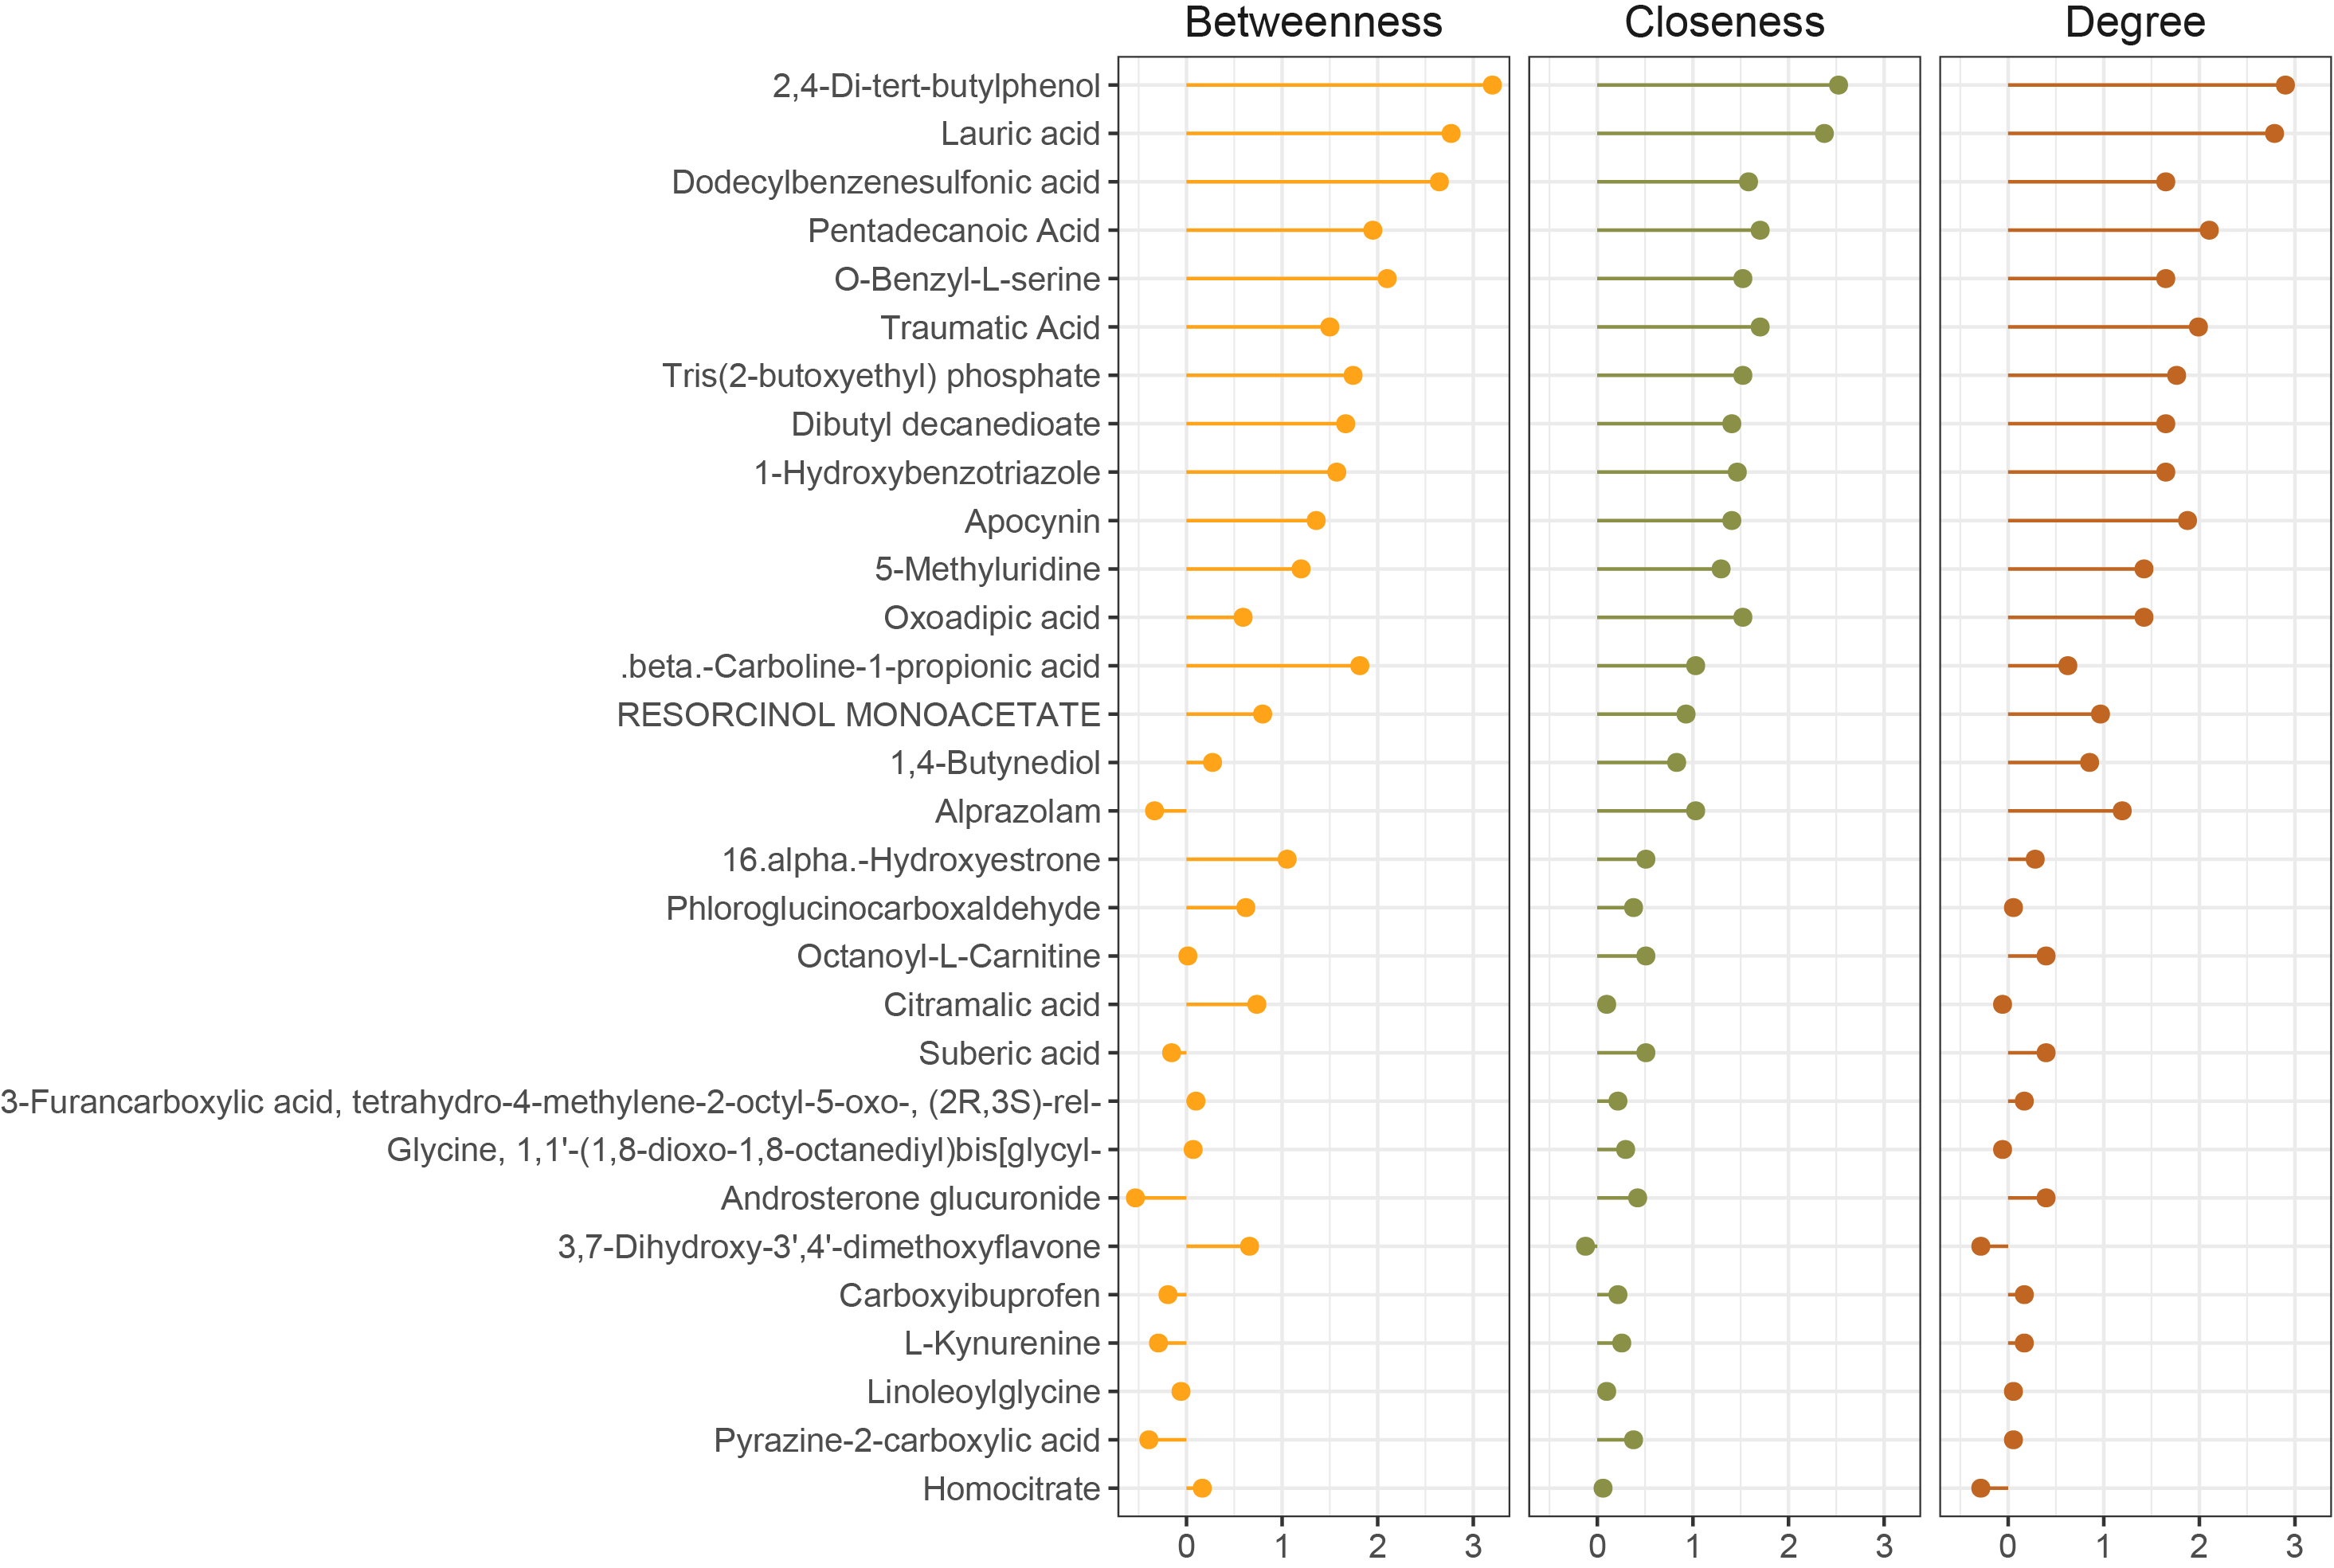 Betweenness Closeness Degree
2,4-Di-tert-butylphenol
Lauric acid
Dodecylbenzenesulfonic acid
Pentadecanoic Acid
O-Benzyl-L-serine
Traumatic Acid
Tris(2-butoxyethyl) phosphate
Dibutyl decanedioate
1-Hydroxybenzotriazole
Apocynin
5-Methyluridine
Oxoadipic acid
.beta.-Carboline-1-propionic acid
RESORCINOL MONOACETATE
1,4-Butynediol
Alprazolam
16.alpha.-Hydroxyestrone
Phloroglucinocarboxaldehyde
Octanoyl-L-Carnitine
Citramalic acid
Suberic acid
3-Furancarboxylic acid, tetrahydro-4-methylene-2-octyl-5-oxo-, (2R,3S)-rel-
Glycine, 1,1'-(1,8-dioxo-1,8-octanediyl)bis[glycyl-
Androsterone glucuronide
3,7-Dihydroxy-3',4'-dimethoxyflavone
Carboxyibuprofen
L-Kynurenine
Linoleoylglycine
Pyrazine-2-carboxylic acid
Homocitrate
0 1 2 3 0 1 2 3 0 1 2 3